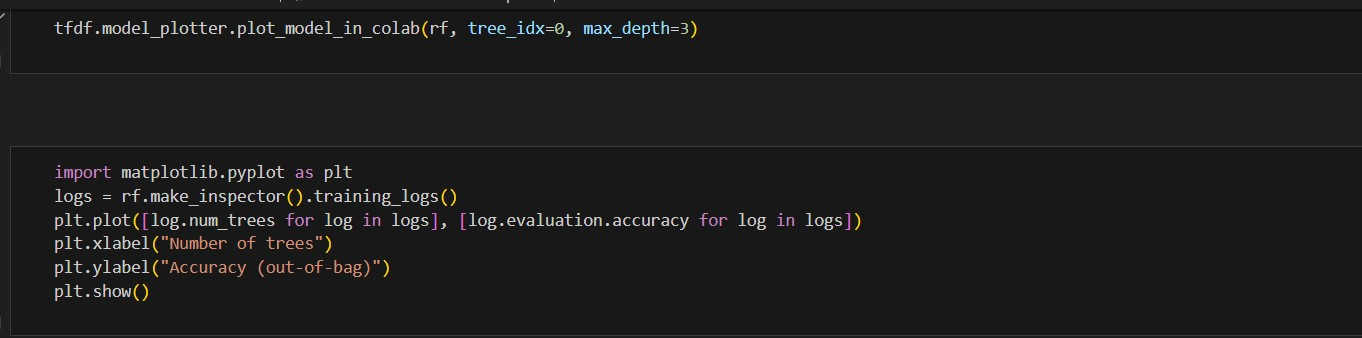 tfdf.model_plotter.plot_model_in_colab(rf, tree_idx=0, max_depth=3)
import matplotlib.pyplot as plt
logs = rf.make_inspector().training_logs()
plt.plot([log.num_trees for log in logs], [log.evaluation.accuracy for log in logs])
plt.xlabel("Number of trees")
plt.ylabel("Accuracy (out-of-bag)")
plt.show()